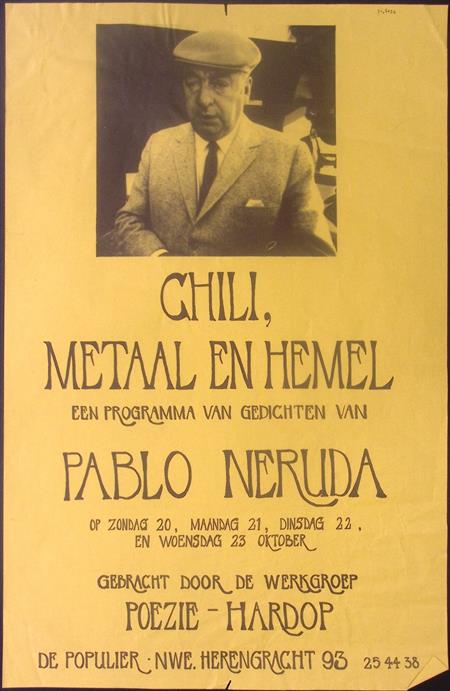 CHILI,
METAAL EN HEMEL
EEN PROGRAMMA VAN GEDICHTEN VAN
PABLO NERUDA
OP ZONDAG 20, MAANDAG 21, DINSDAG 22,
EN WOENSDAG 23 OKTOBER
GEBRACHT DOOR DE WERKGROEP
POEZIE - HARDOP
DE POPULIER · NWE. HERENGRACHT 93 25 44 38